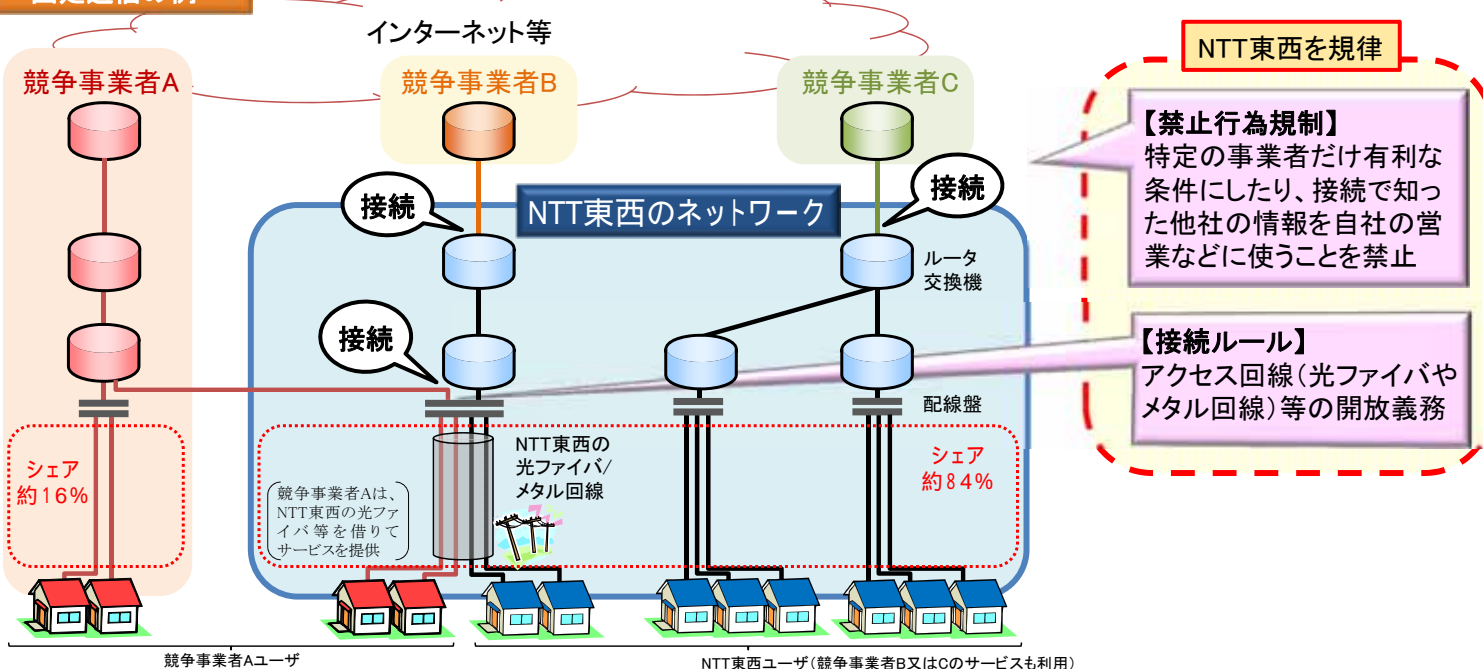 インターネット等
競争事業者A
競争事業者B
競争事業者C
NTT東西を規律
【禁止行為規制】
特定の事業者だけ有利な
条件にしたり、接続で知っ
た他社の情報を自社の営
業などに使うことを禁止
接続
接続
NTT東西のネットワーク
ルータ
交換機
接続
【接続ルール】
アクセス回線(光ファイバや
メタル回線)等の開放義務
配線盤
シェア
約16%
NTT東西の
光ファイバ/
メタル回線
シェア
約84%
競争事業者Aは、
NTT東西の光ファ
イバ等を借りて
サービスを提供
競争事業者Aユーザ
NTT東西ユーザ(競争事業者B又はCのサービスも利用)